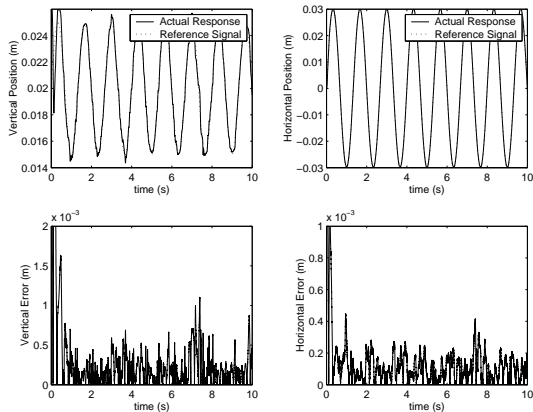 0.026
0.024
0.022
0.02
0.018
0.016
0.014
0 2 4 6 8 10
time (s)
Vertical Position (m)
Actual Response
Reference Signal
0.03
0.02
0.01
0
−0.01
−0.02
−0.03
0 2 4 6 8 10
time (s)
Horizontal Position (m)
Actual Response
Reference Signal
x 10−3
2
1.5
1
0.5
0
0 2 4 6 8 10
time (s)
Vertical Error (m)
x 10−3
1
0.8
0.6
0.4
0.2
0
0 2 4 6 8 10
time (s)
Horizontal Error (m)